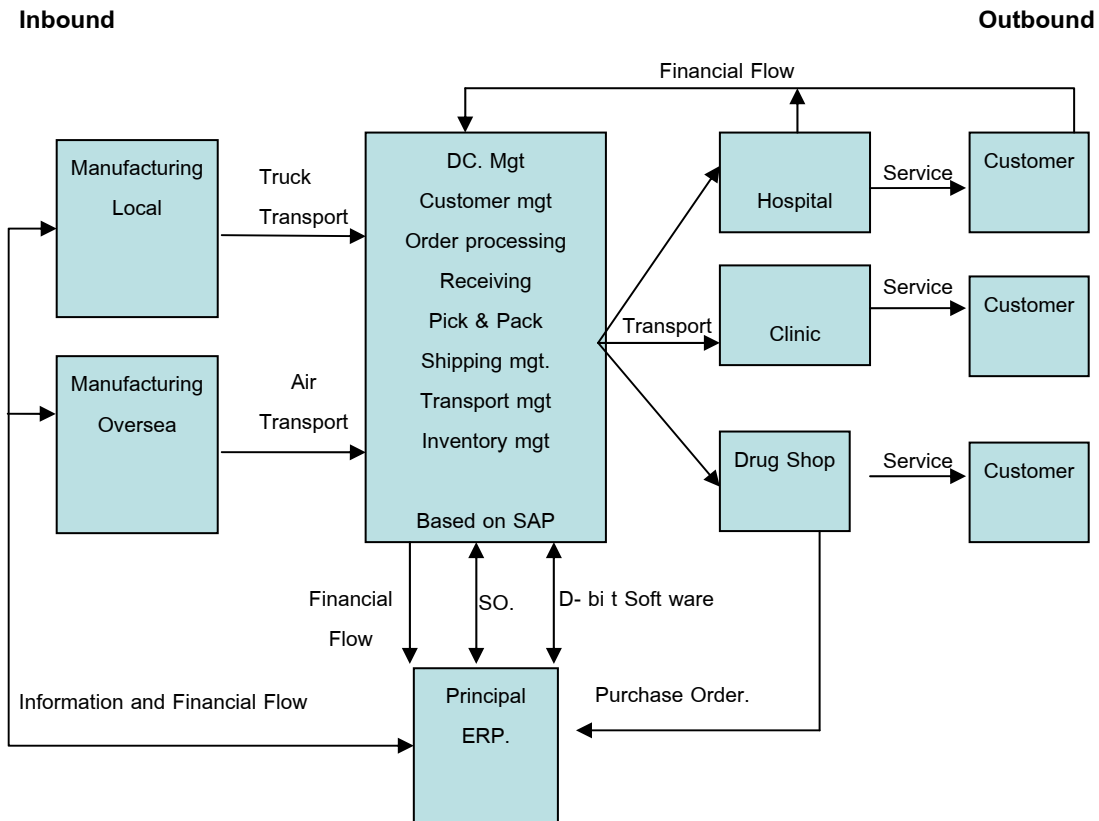 Inbound
Outbound
Financial Flow
Manufacturing
Local
Truck
Transport
DC. Mgt
Customer mgt
Order processing
Receiving
Pick & Pack
Shipping mgt.
Transport mgt
Inventory mgt
Based on SAP
Hospital
Service
Customer
Manufacturing
Oversea
Air
Transport
Transport
Clinic
Service
Customer
Drug Shop
Service
Customer
Financial
Flow
SO.
D- bi t Soft ware
Information and Financial Flow
Principal
ERP.
Purchase Order.